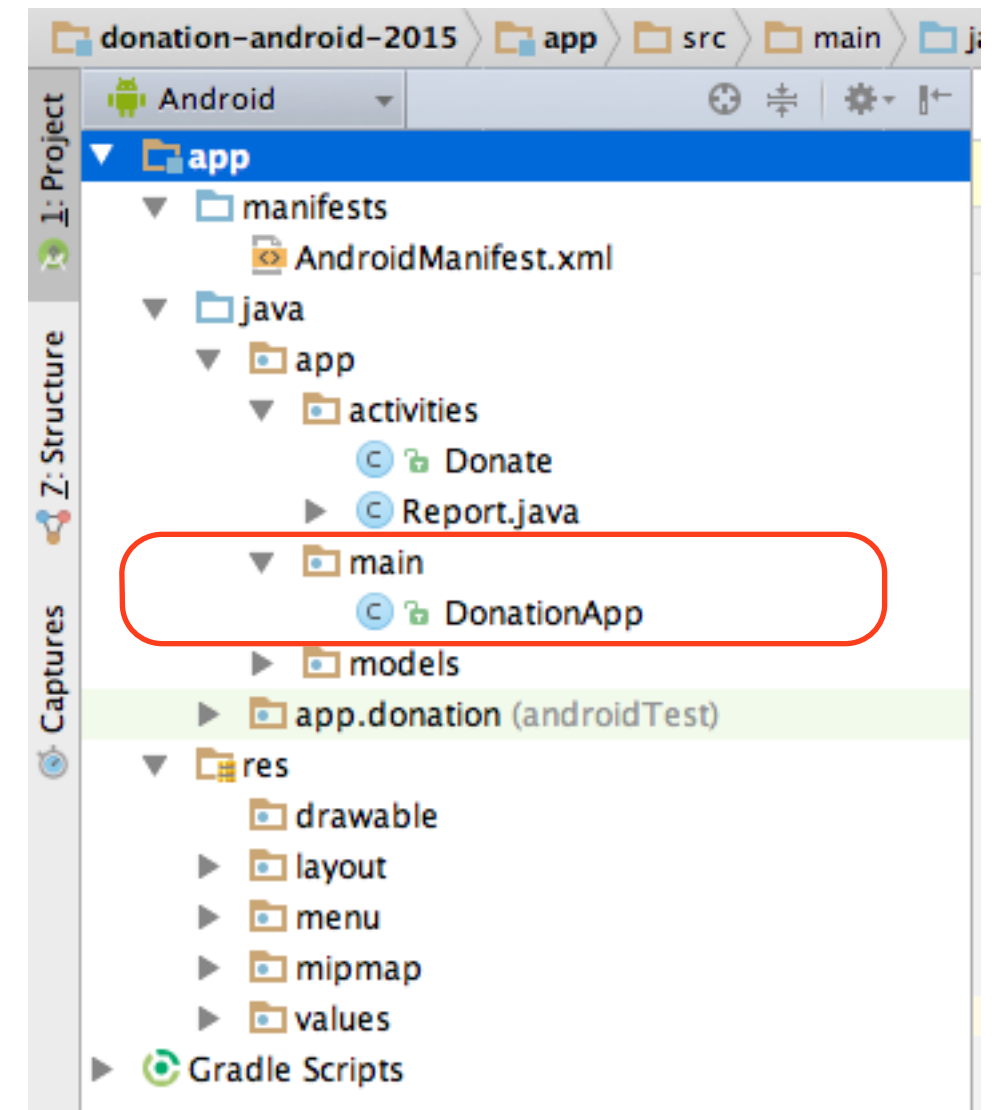 donation-android-2015 app src main
Android
app
manifests
AndroidManifest.xml
java
app
activities
Donate
Report.java
main
DonationApp
models
app.donation (androidTest)
res
drawable
layout
menu
mipmap
values
Gradle Scripts
1: Project
7: Structure
Captures